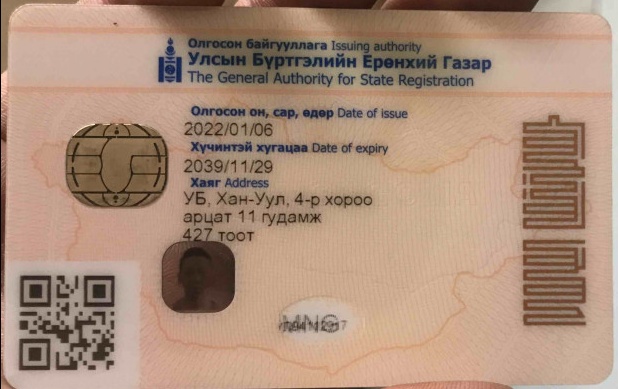 Олгосон байгууллага Issuing authority
Улсын Бүртгэлийн Ерөнхий Газар
The General Authority for State Registration
Олгосон он, сар, өдөр Date of issue
2022/01/06
Хүчинтэй хугацаа Date of expiry
2039/11/29
Хаяг Address
УБ, Хан-Уул, 4-р хороо
арцат 11 гудамж
427 тоот
MNG